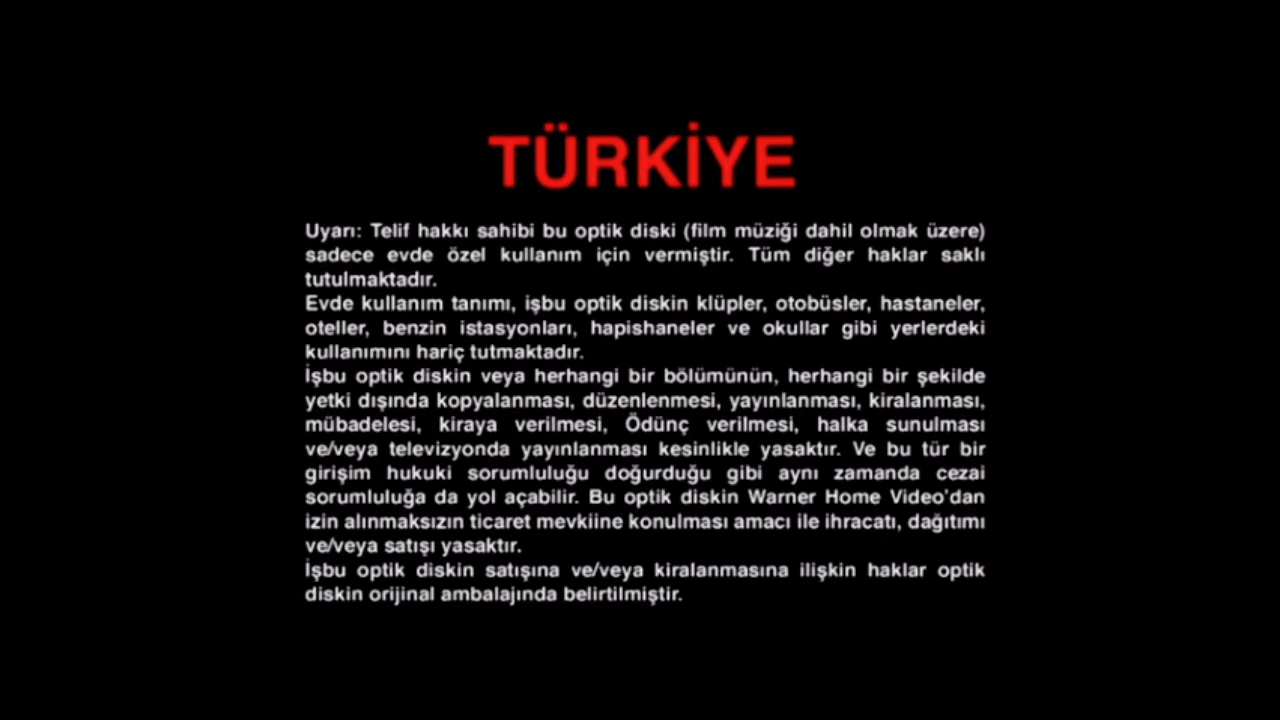 TÜRKİYE
Uyarı: Telif hakkı sahibi bu optik diski (film müziği dahil olmak üzere)
sadece evde özel kullanım için vermiştir. Tüm diğer haklar saklı
tutulmaktadır.
Evde kullanım tanımı, işbu optik diskin klüpler, otobüsler, hastaneler,
oteller, benzin istasyonları, hapishaneler ve okullar gibi yerlerdeki
kullanımını hariç tutmaktadır.
İşbu optik diskin veya herhangi bir bölümünün, herhangi bir şekilde
yetki dışında kopyalanması, düzenlenmesi, yayınlanması, kiralanması,
mübadelesi, kiraya verilmesi, Ödünç verilmesi, halka sunulması
ve/veya televizyonda yayınlanması kesinlikle yasaktır. Ve bu tür bir
girişim hukuki sorumluluğu doğurduğu gibi aynı zamanda cezai
sorumluluğa da yol açabilir. Bu optik diskin Warner Home Video'dan
izin alınmaksızın ticaret mevkiine konulması amacı ile ihracatı, dağıtımı
ve/veya satışı yasaktır.
İşbu optik diskin satışına ve/veya kiralanmasına ilişkin haklar optik
diskin orijinal ambalajında belirtilmiştir.